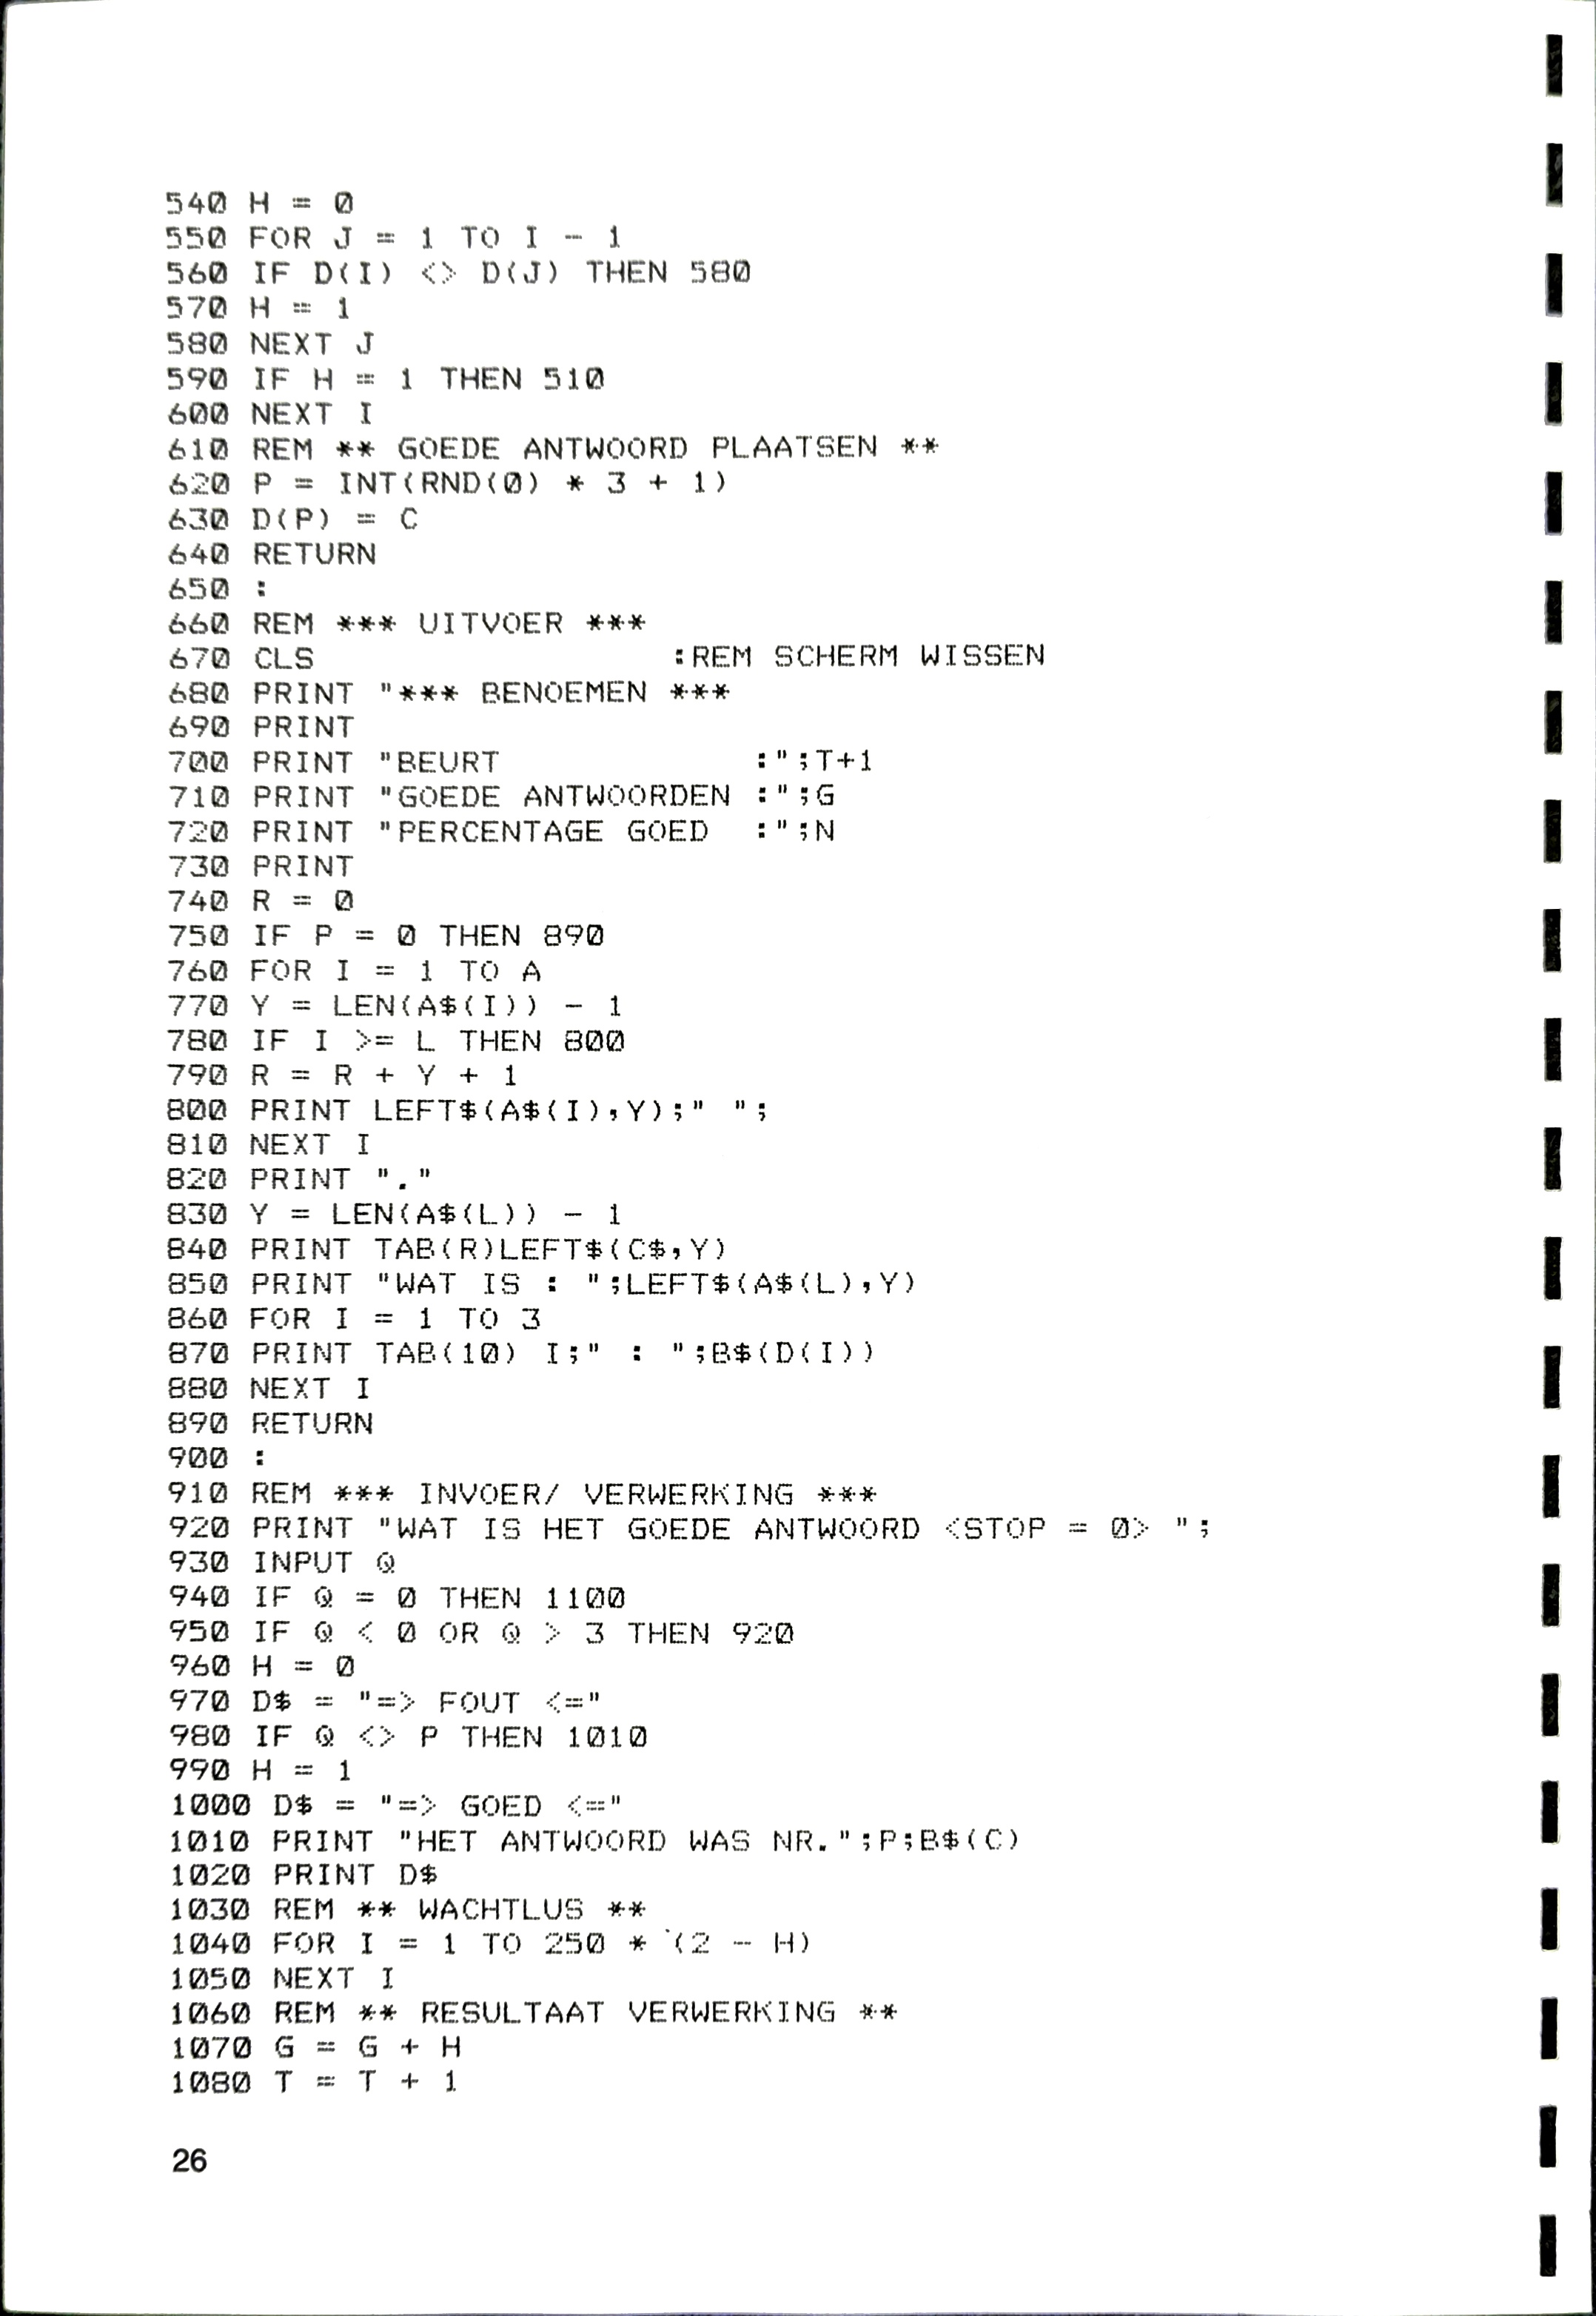 540 H = 0
550 FOR J = 1 TO I - 1
560 IF D(I) <> D(J) THEN 580
570 H = 1
580 NEXT J
590 IF H = 1 THEN 510
600 NEXT I
610 REM ** GOEDE ANTWOORD PLAATSEN **
620 P = INT(RND(0) * 3 + 1)
630 D(P) = C
640 RETURN
650 :
660 REM *** UITVOER ***
670 CLS                 :REM SCHERM WISSEN
680 PRINT "*** BENOEMEN ***
690 PRINT
700 PRINT "BEURT            :";T+1
710 PRINT "GOEDE ANTWOORDEN :";G
720 PRINT "PERCENTAGE GOED  :";N
730 PRINT
740 R = 0
750 IF P = 0 THEN 890
760 FOR I = 1 TO A
770 Y = LEN(A$(I)) - 1
780 IF I >= L THEN 800
790 R = R + Y + 1
800 PRINT LEFT$(A$(I),Y);" ";
810 NEXT I
820 PRINT "."
830 Y = LEN(A$(L)) - 1
840 PRINT TAB(R)LEFT$(C$,Y)
850 PRINT "WAT IS : ";LEFT$(A$(L),Y)
860 FOR I = 1 TO 3
870 PRINT TAB(10) I;" : ";B$(D(I))
880 NEXT I
890 RETURN
900 :
910 REM *** INVOER/ VERWERKING ***
920 PRINT "WAT IS HET GOEDE ANTWOORD <STOP = 0> ";
930 INPUT Q
940 IF Q = 0 THEN 1100
950 IF Q < 0 OR Q > 3 THEN 920
960 H = 0
970 D$ = "=> FOUT <="
980 IF Q <> P THEN 1010
990 H = 1
1000 D$ = "=> GOED <="
1010 PRINT "HET ANTWOORD WAS NR.";P;B$(C)
1020 PRINT D$
1030 REM ** WACHTLUS **
1040 FOR I = 1 TO 250 * (2 - H)
1050 NEXT I
1060 REM ** RESULTAAT VERWERKING **
1070 G = G + H
1080 T = T + 1
26